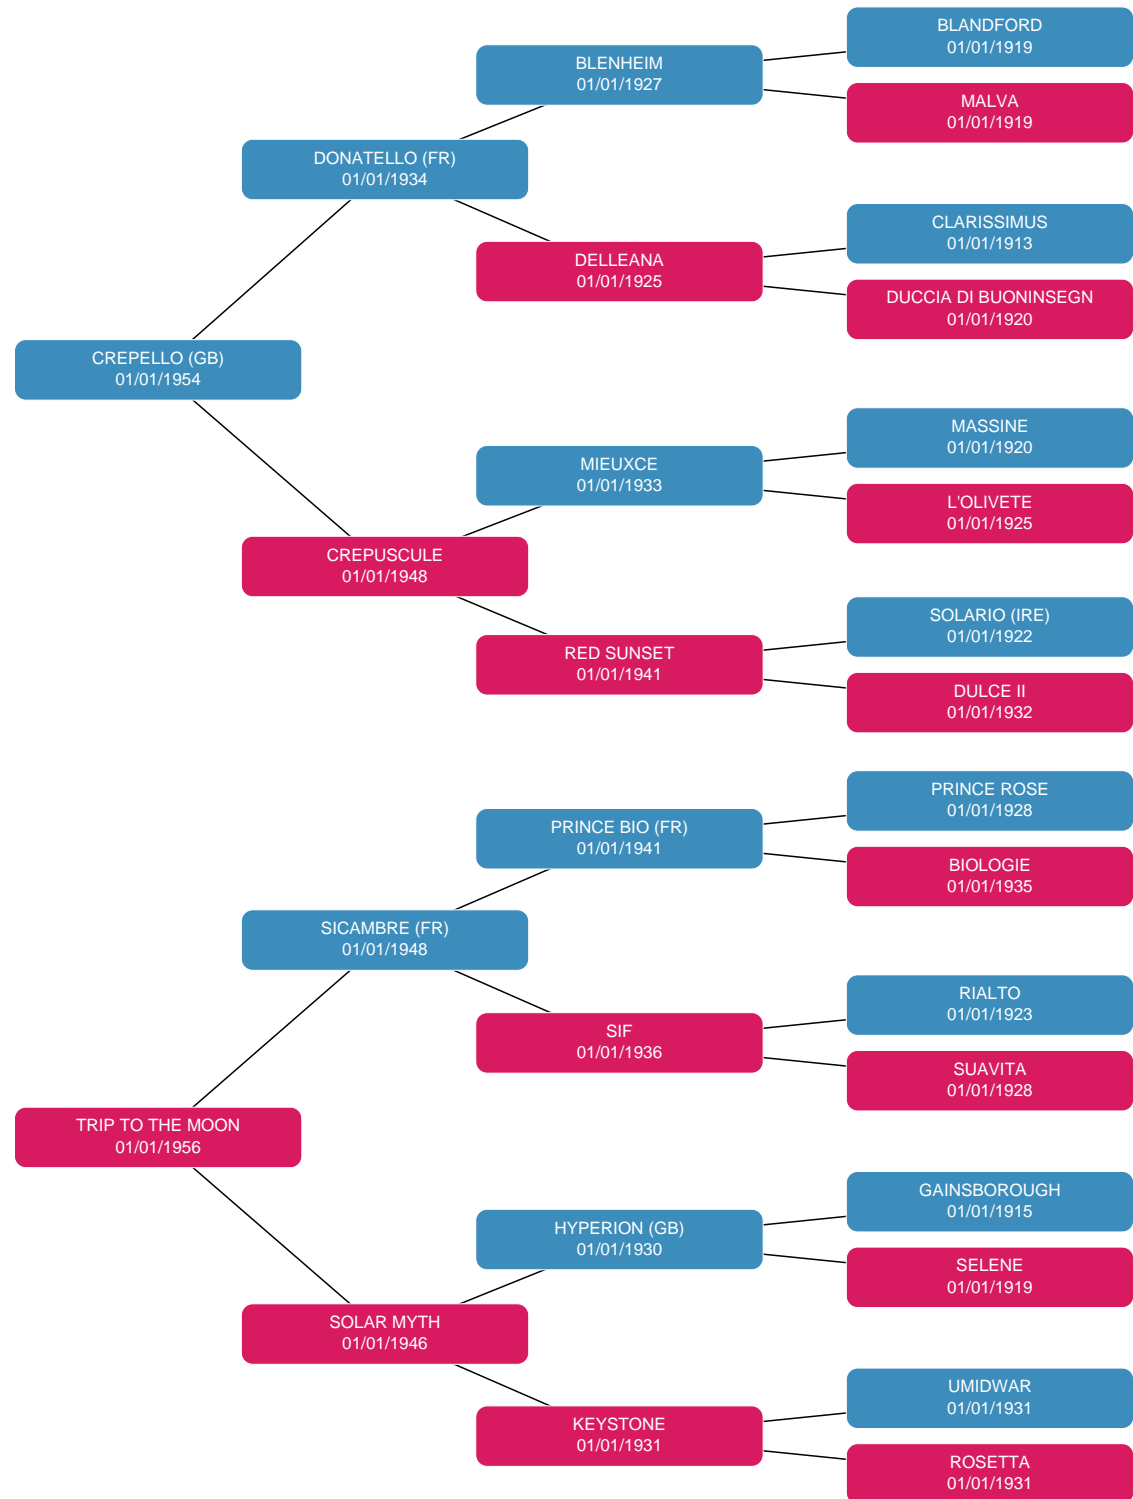 BLANDFORD
01/01/1919
BLENHEIM
01/01/1927
MALVA
01/01/1919
DONATELLO (FR)
01/01/1934
CLARISSIMUS
01/01/1913
DELLEANA
01/01/1925
DUCCIA DI BUONINSEGN
01/01/1920
CREPELLO (GB)
01/01/1954
MASSINE
01/01/1920
MIEUXCE
01/01/1933
L'OLIVETE
01/01/1925
CREPUSCULE
01/01/1948
SOLARIO (IRE)
01/01/1922
RED SUNSET
01/01/1941
DULCE II
01/01/1932
PRINCE ROSE
01/01/1928
PRINCE BIO (FR)
01/01/1941
BIOLOGIE
01/01/1935
SICAMBRE (FR)
01/01/1948
RIALTO
01/01/1923
SIF
01/01/1936
SUAVITA
01/01/1928
TRIP TO THE MOON
01/01/1956
GAINSBOROUGH
01/01/1915
HYPERION (GB)
01/01/1930
SELENE
01/01/1919
SOLAR MYTH
01/01/1946
UMIDWAR
01/01/1931
KEYSTONE
01/01/1931
ROSETTA
01/01/1931